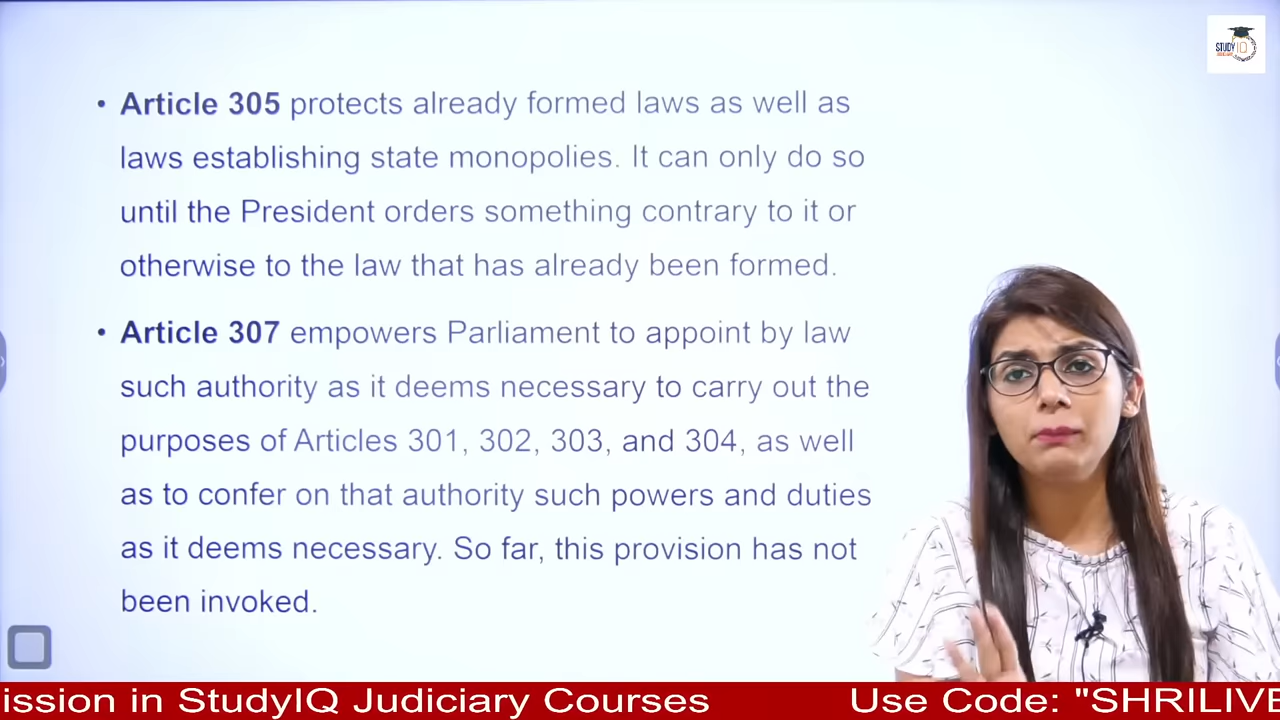 STUDY IQ
• Article 305 protects already formed laws as well as
laws establishing state monopolies. It can only do so
until the President orders something contrary to it or
otherwise to the law that has already been formed.
• Article 307 empowers Parliament to appoint by law
such authority as it deems necessary to carry out the
purposes of Articles 301, 302, 303, and 304, as well
as to confer on that authority such powers and duties
as it deems necessary. So far, this provision has not
been invoked.
ission in StudyIQ Judiciary Courses Use Code: "SHRILIVE